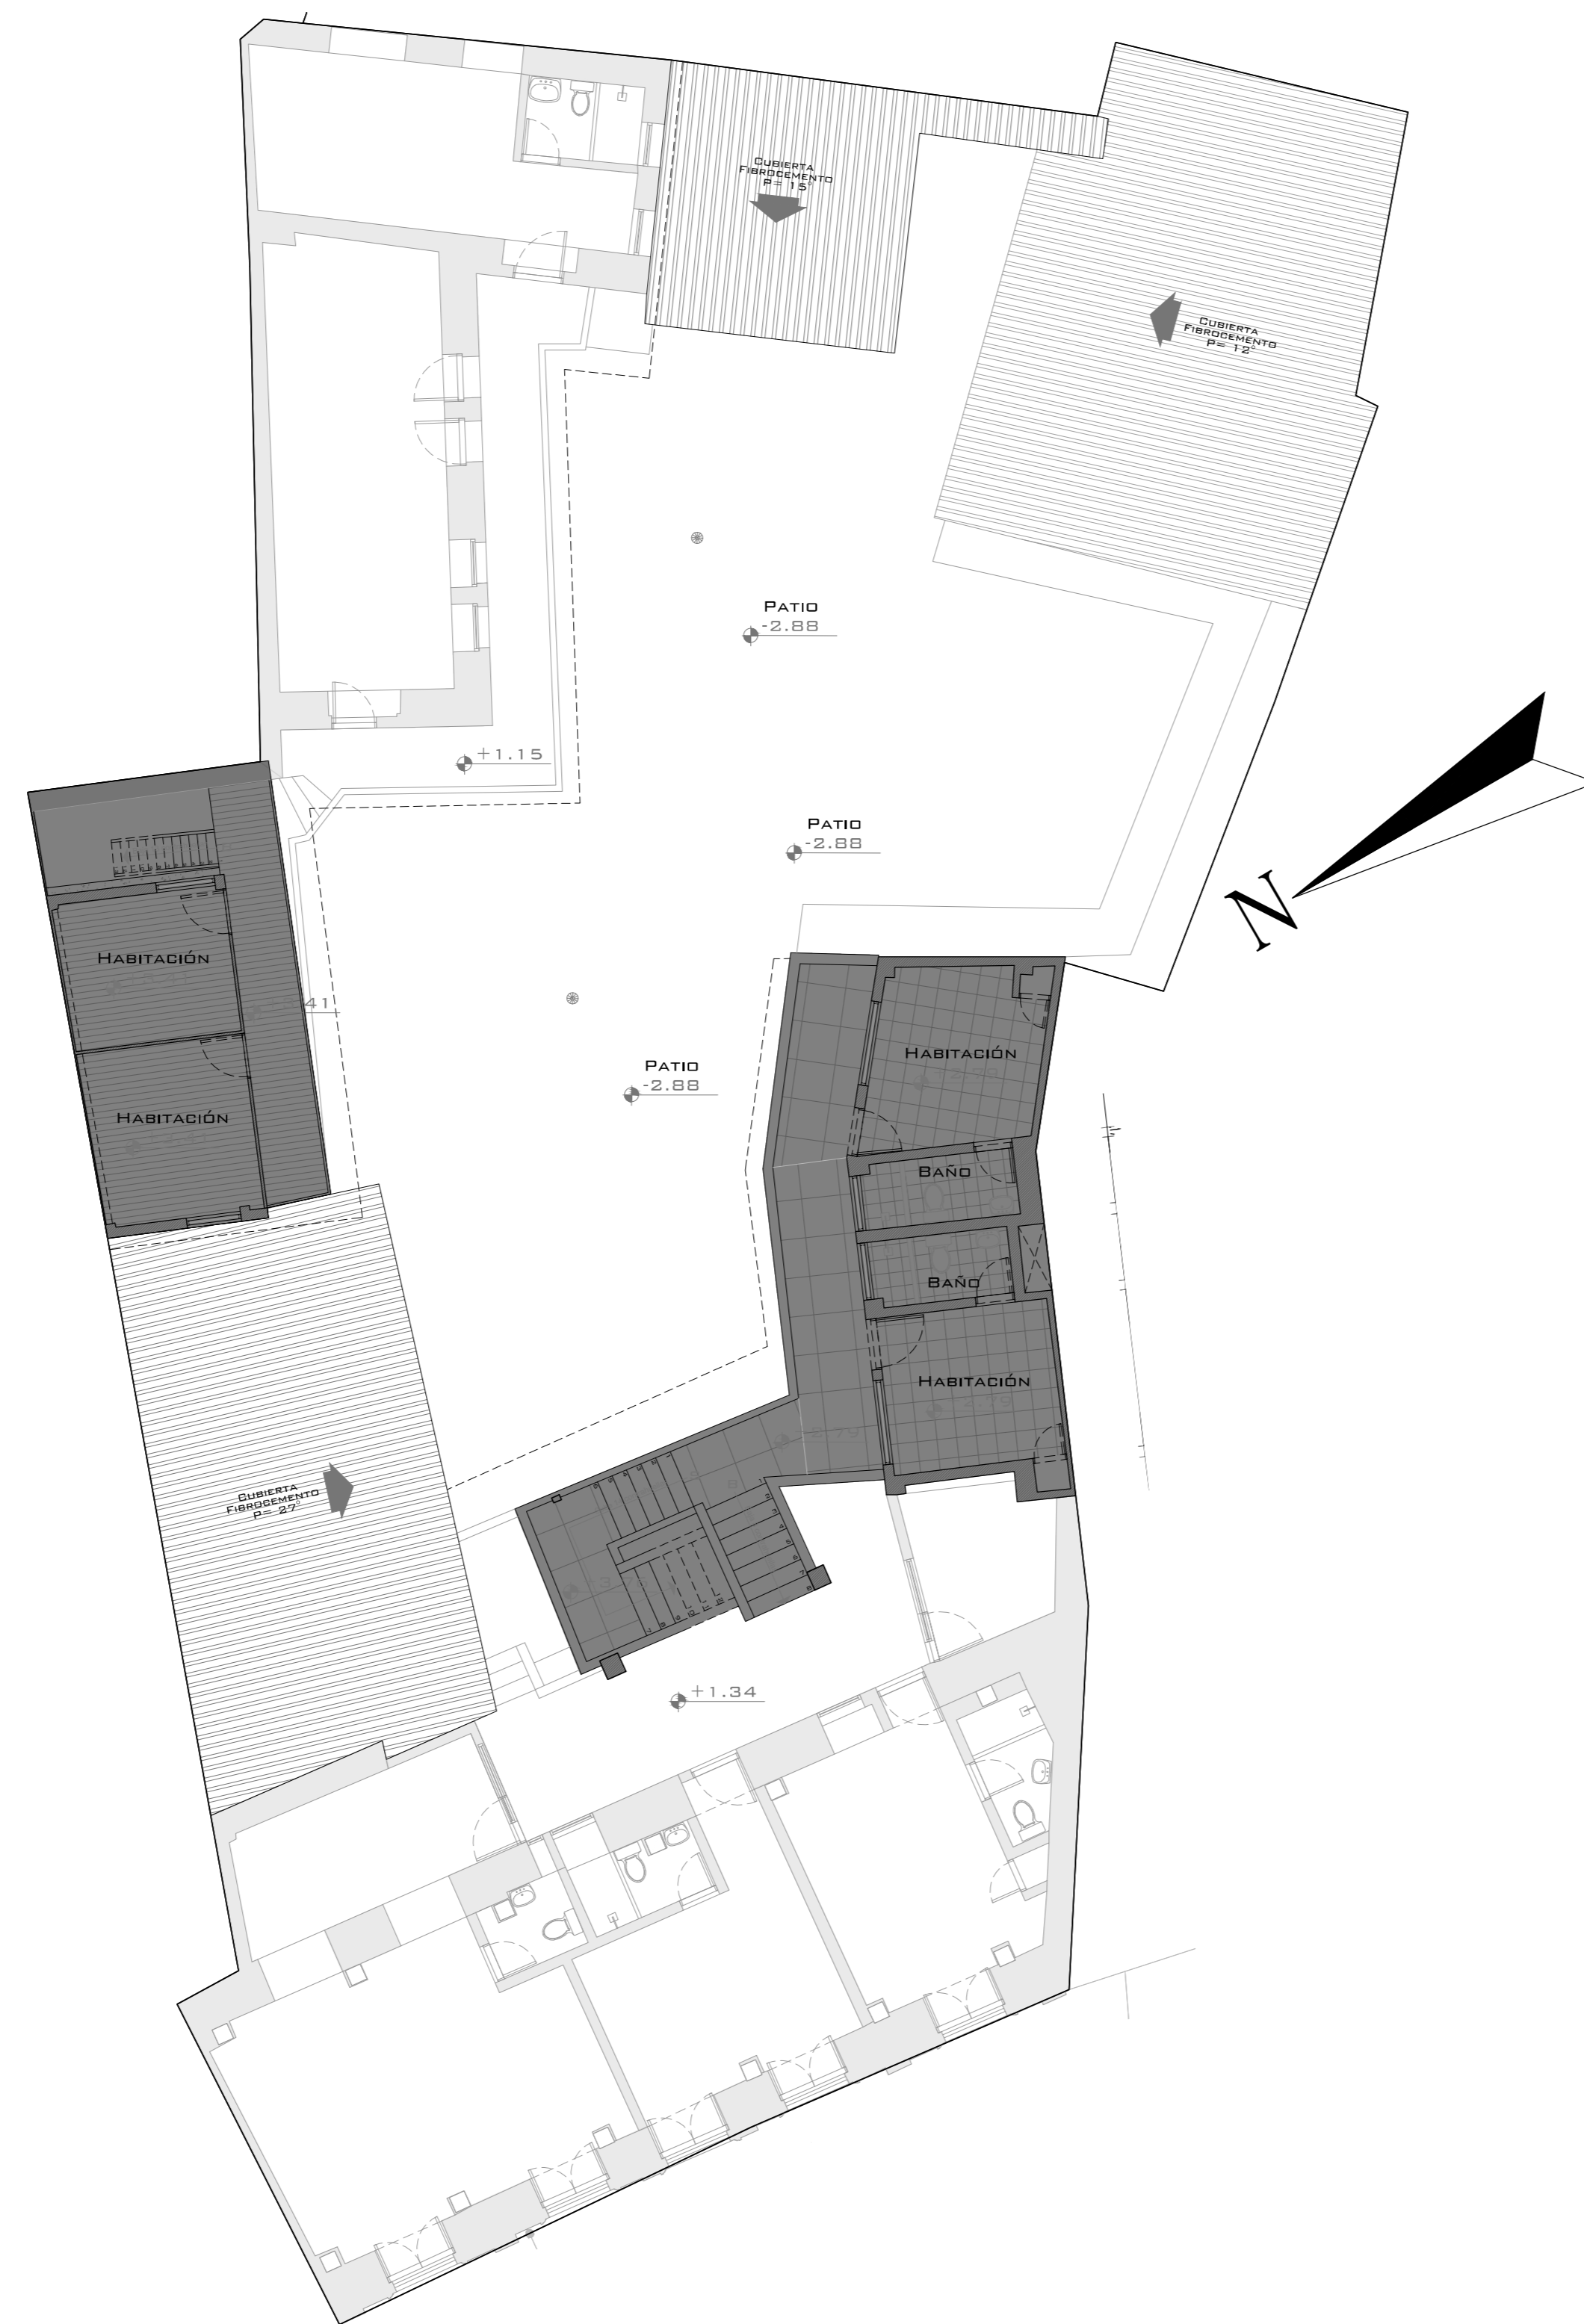 CUBIERTA
FIBROCEMENTO
P= 15°
CUBIERTA
FIBROCEMENTO
P= 12°
PATIO
-2.88
+1.15
PATIO
-2.88
N
HABITACIÓN
41
HABITACIÓN
PATIO
-2.88
HABITACIÓN
BAÑO
BAÑO
HABITACIÓN
CUBIERTA
FIBROCEMENTO
P= 27°
+1.34